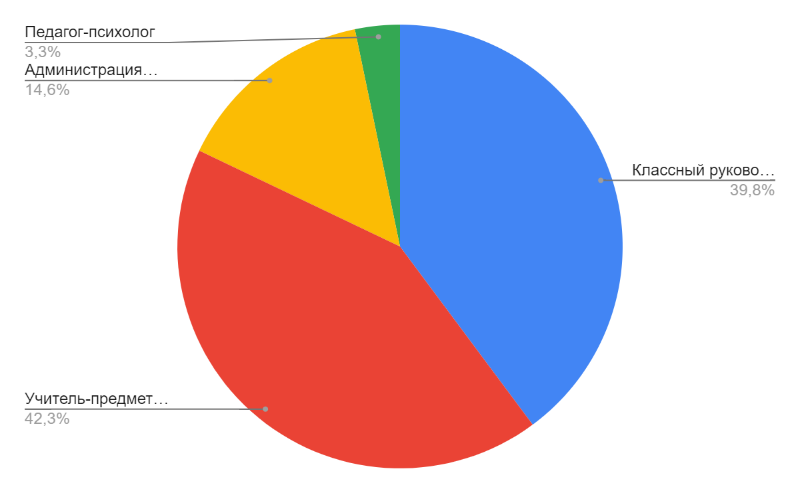 Педагог-психолог
3,3%
Администрация…
14,6%
Классный руково…
39,8%
Учитель-предмет…
42,3%